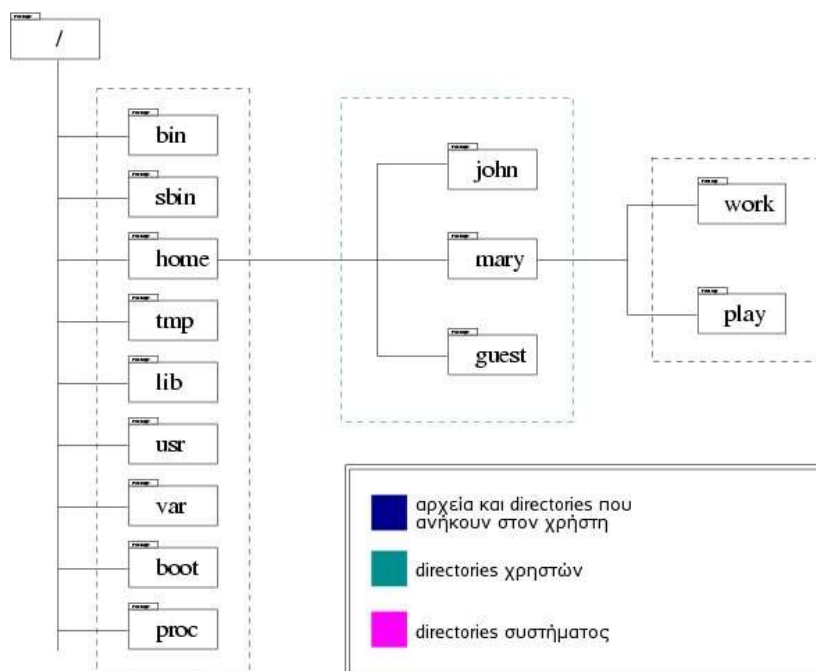 /
bin
sbin
home
tmp
lib
usr
var
boot
proc
john
mary
guest
work
play
αρχεία και directories που
ανήκουν στον χρήστη
directories χρηστών
directories συστήματος